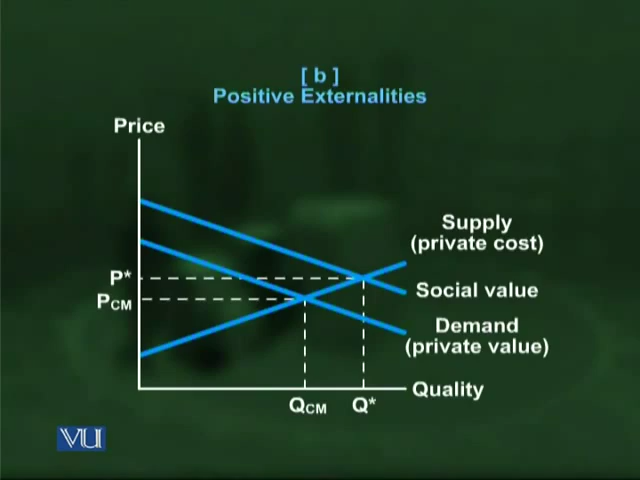 [ b ]
Positive Externalities
Price
Supply
(private cost)
P*
Social value
PCM
Demand
(private value)
Quality
QCM
Q*
VU